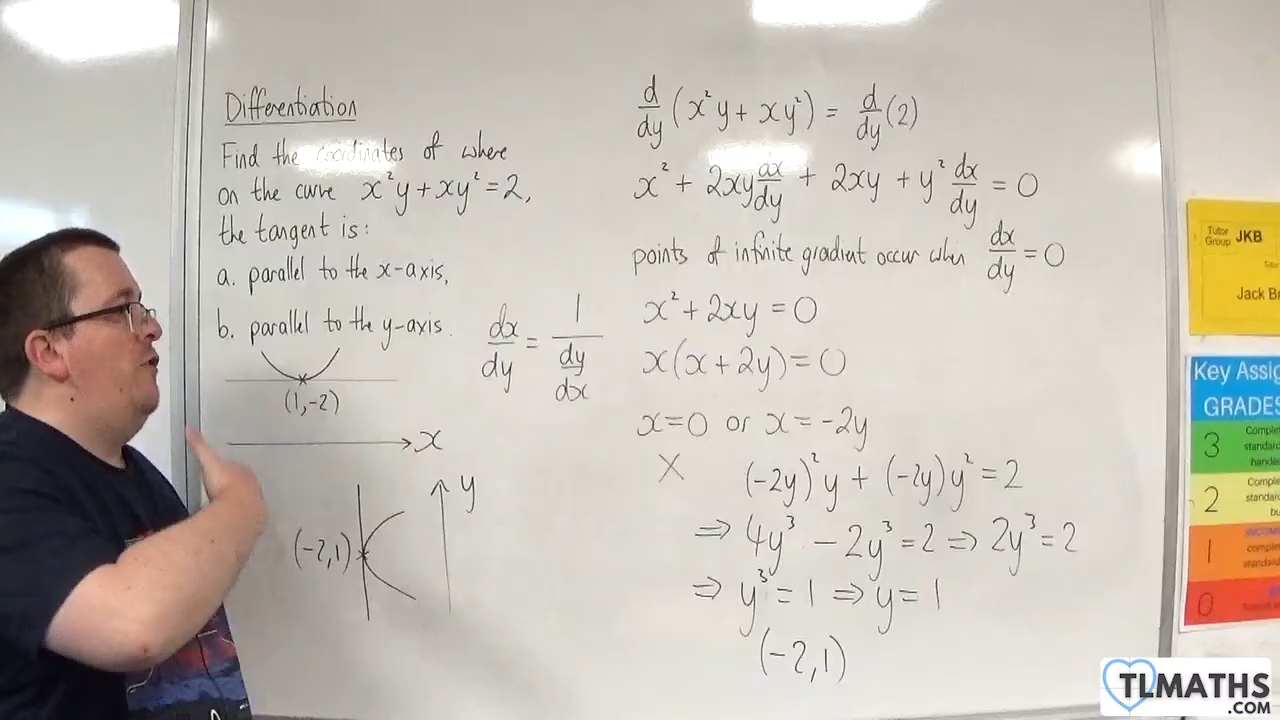 Differentiation
Find the coordinates of where
on the curve x²y + xy² = 2,
the tangent is:
a. parallel to the x-axis,
b. parallel to the y-axis.
(1,-2)
x
y
(-2,1)
dx/dy = 1/(dy/dx)
d/dy (x²y + xy²) = d/dy (2)
x² + 2xy dx/dy + 2xy + y² dx/dy = 0
points of infinite gradient occur when dx/dy = 0
x² + 2xy = 0
x(x + 2y) = 0
x=0 or x = -2y
X
(-2y)²y + (-2y)y² = 2
⇒ 4y³ - 2y³ = 2 ⇒ 2y³ = 2
⇒ y³ = 1 ⇒ y = 1
(-2,1)
Tutor
Group JKB
Jack
Key
GRADES
3
2
1
0
TLMATHS
.COM